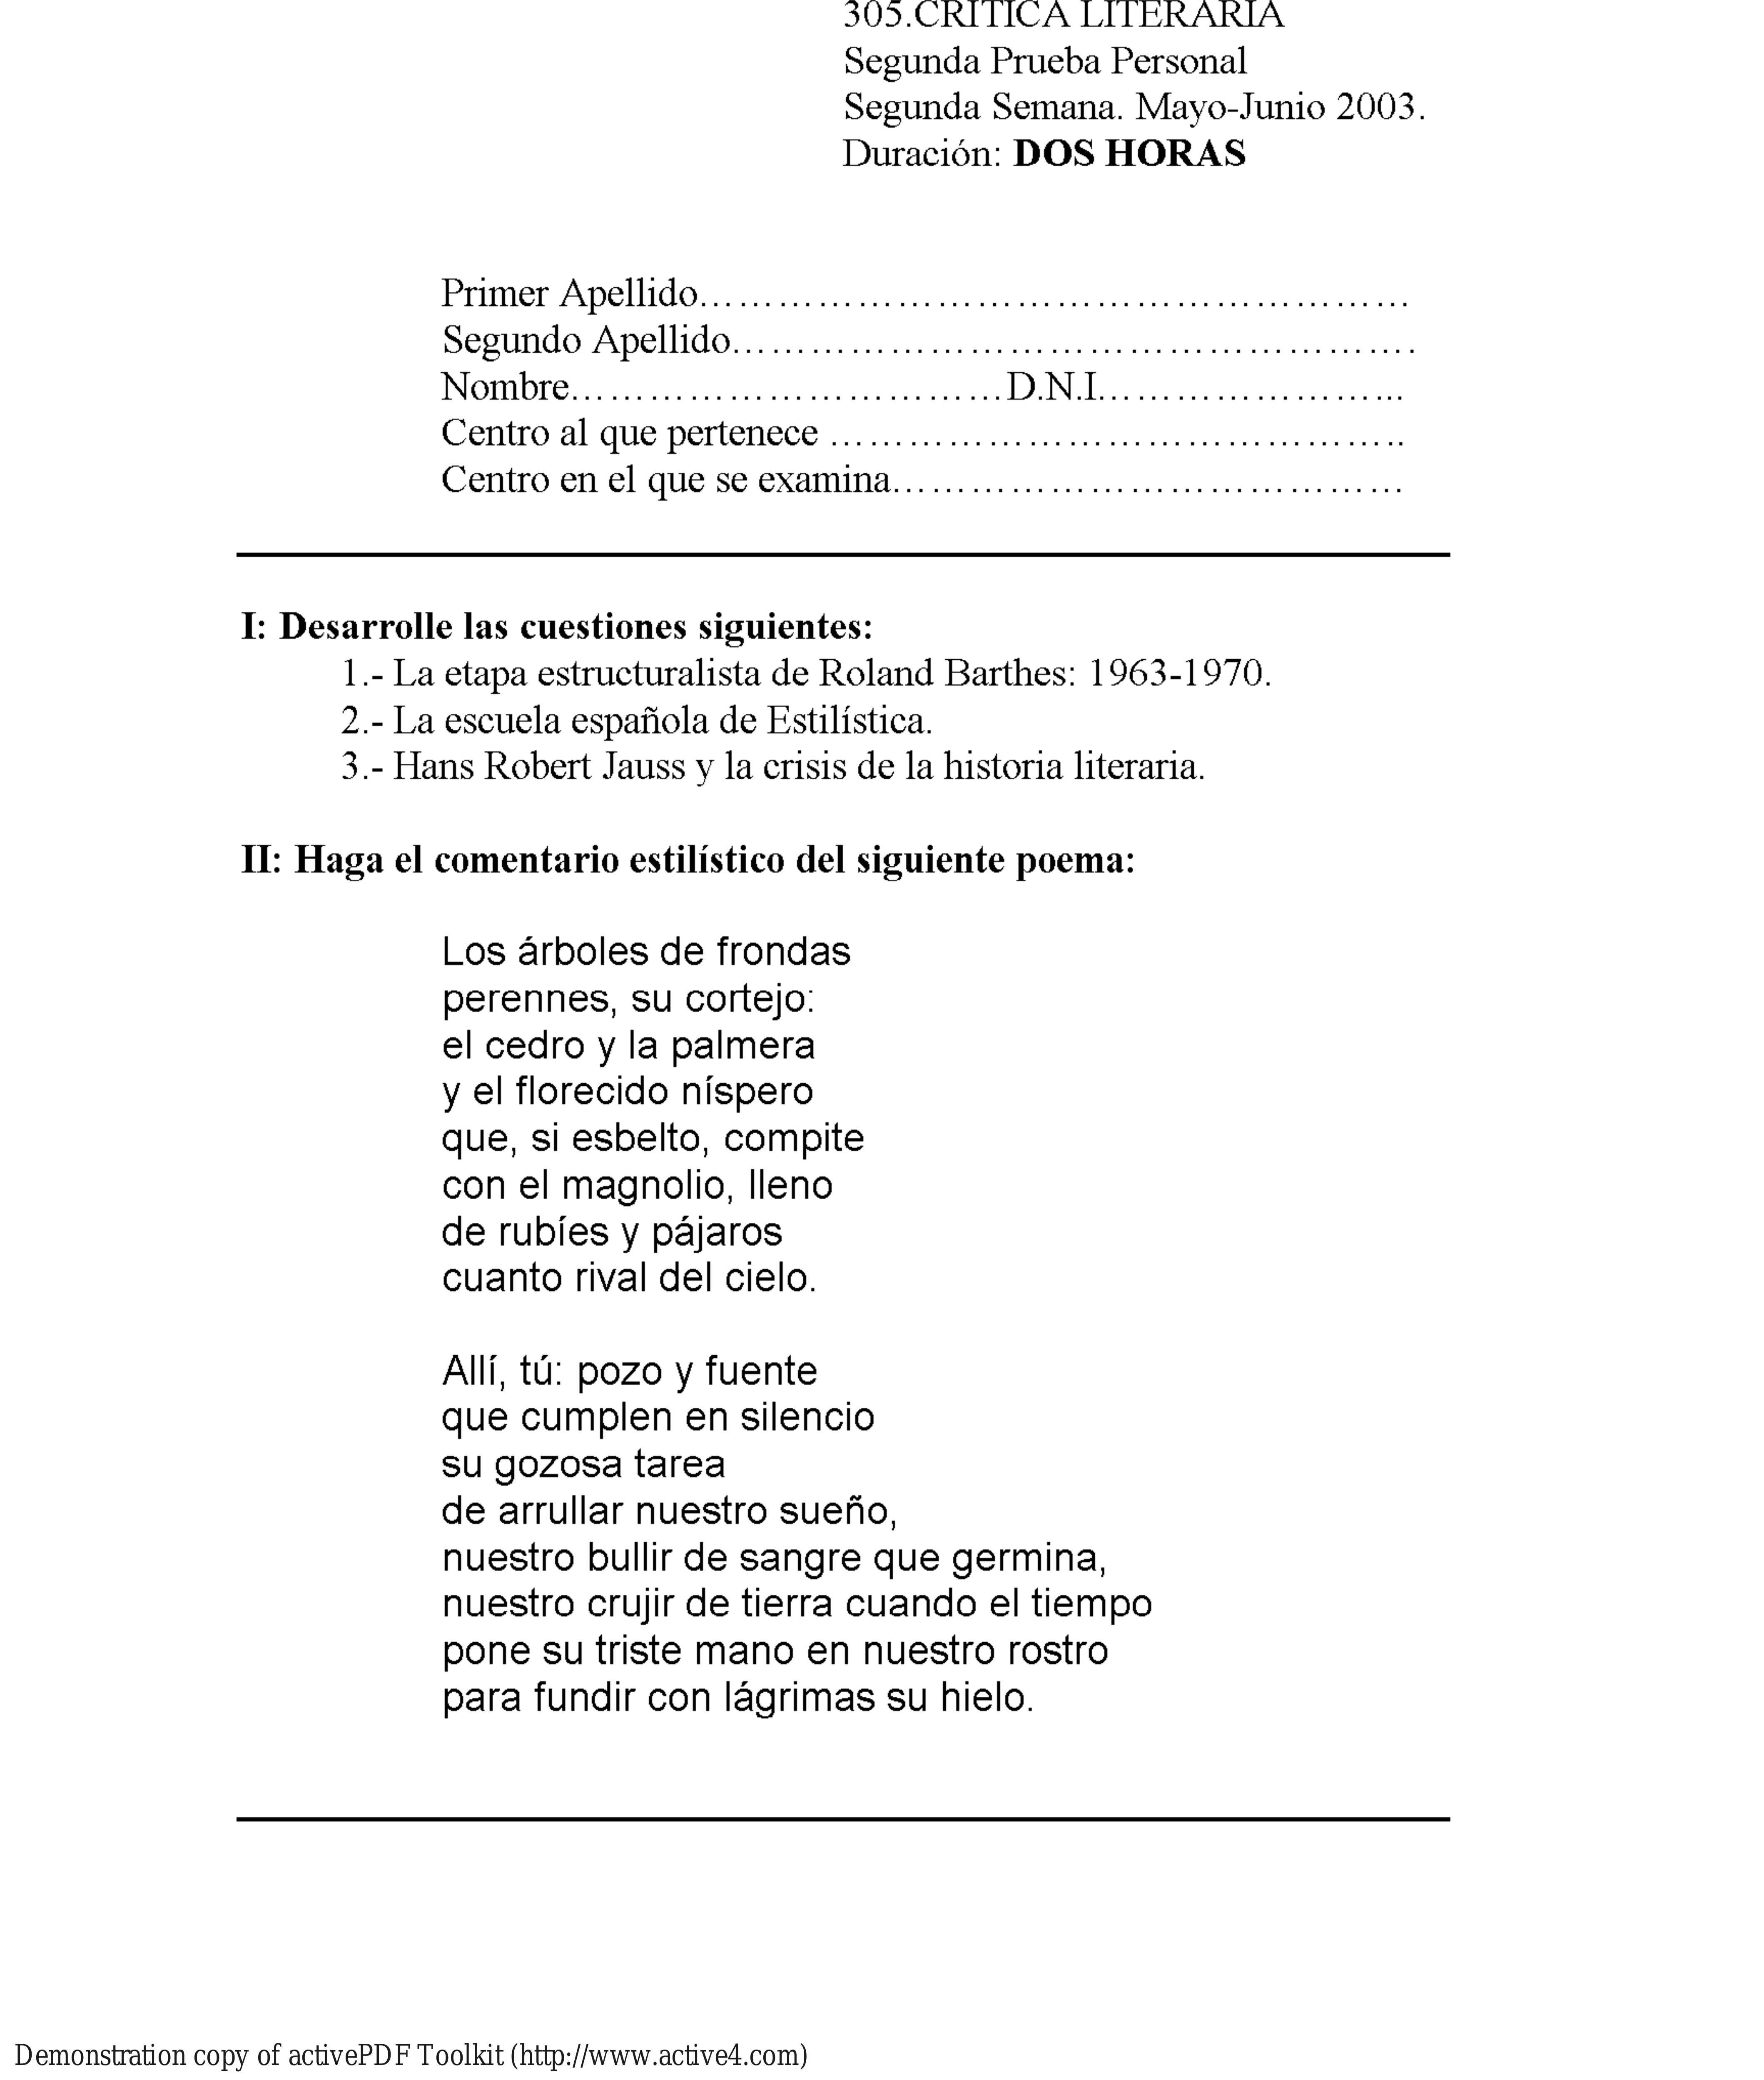 305.CRITICA LITERARIA
Segunda Prueba Personal
Segunda Semana. Mayo-Junio 2003.
Duración: DOS HORAS
Primer Apellido………………………………………………
Segundo Apellido…………………………………………….
Nombre……………………………D.N.I…………………...
Centro al que pertenece ……………………………………..
Centro en el que se examina…………………………………
I: Desarrolle las cuestiones siguientes:
1.- La etapa estructuralista de Roland Barthes: 1963-1970.
2.- La escuela española de Estilística.
3.- Hans Robert Jauss y la crisis de la historia literaria.
II: Haga el comentario estilístico del siguiente poema:
Los árboles de frondas
perennes, su cortejo:
el cedro y la palmera
y el florecido níspero
que, si esbelto, compite
con el magnolio, lleno
de rubíes y pájaros
cuanto rival del cielo.
Allí, tú: pozo y fuente
que cumplen en silencio
su gozosa tarea
de arrullar nuestro sueño,
nuestro bullir de sangre que germina,
nuestro crujir de tierra cuando el tiempo
pone su triste mano en nuestro rostro
para fundir con lágrimas su hielo.
Demonstration copy of activePDF Toolkit (http://www.active4.com)